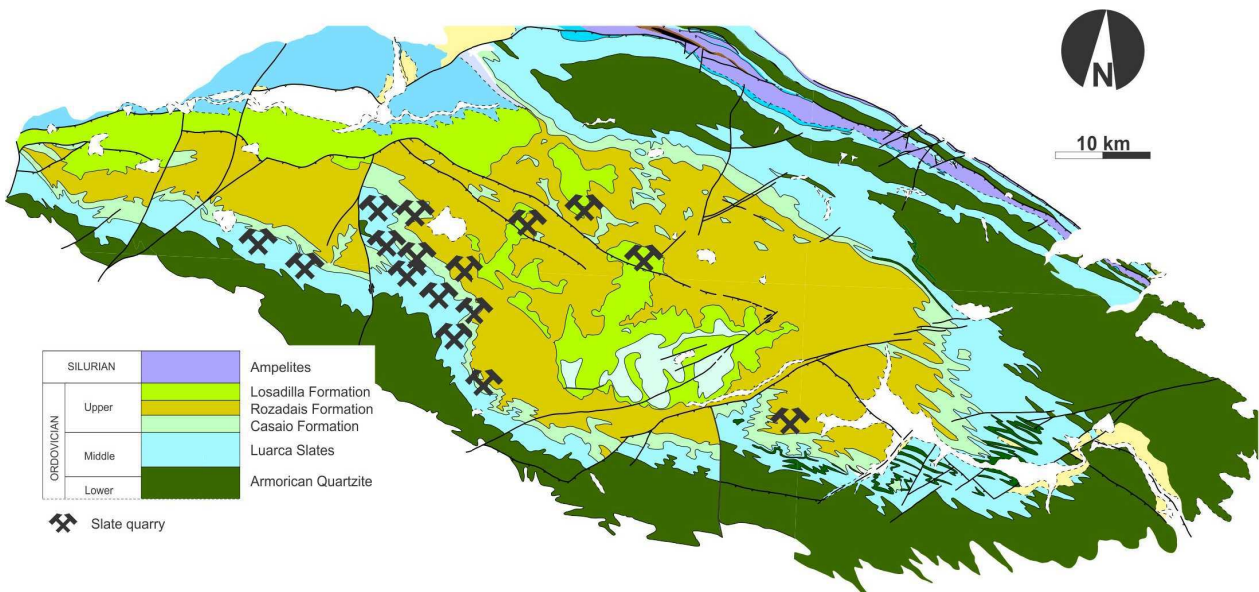 N
10 km
SILURIAN
Ampelites
ORDOVICIAN
Upper
Losadilla Formation
Rozadais Formation
Casaio Formation
Middle
Luarca Slates
Lower
Armorican Quartzite
Slate quarry